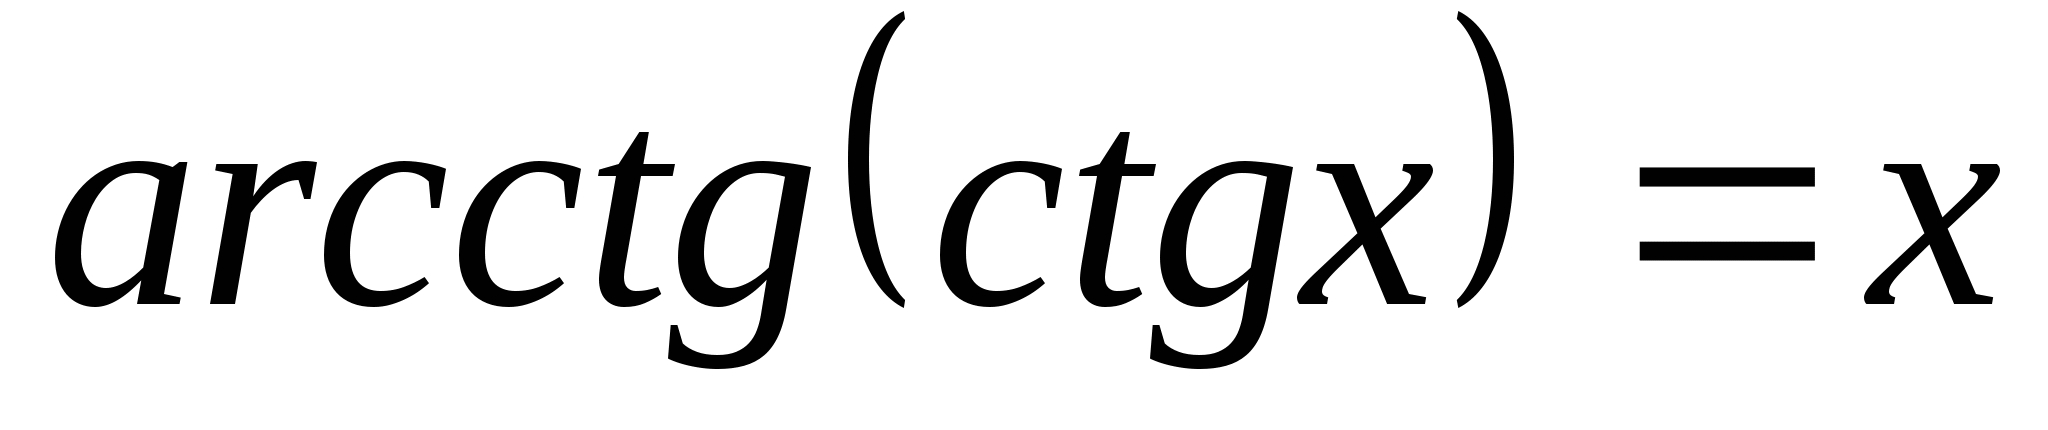 arcctg(ctgx) = x